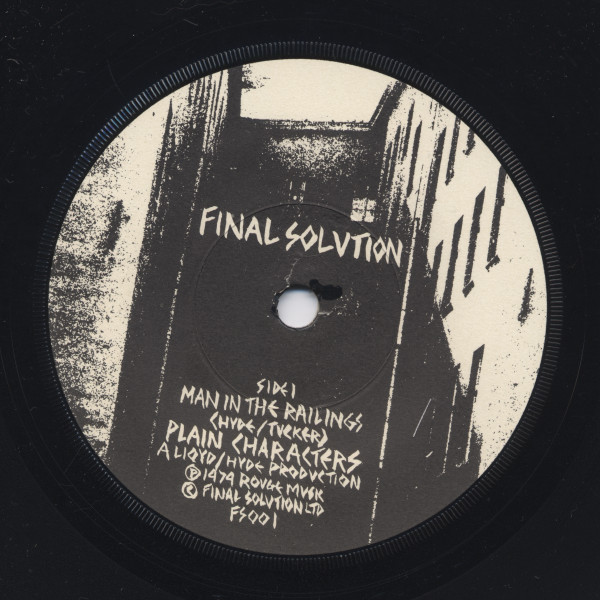 FINAL SOLUTION
SIDE 1
MAN IN THE RAILINGS
(HYDE/TUCKER)
PLAIN CHARACTERS
A LLOYD/HYDE PRODUCTION
℗ 1979 ROUGE MUSIK
© FINAL SOLUTION LTD
FS001